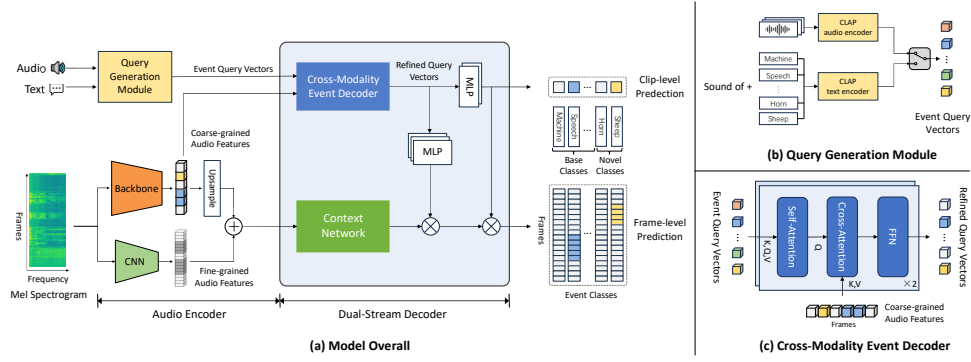 Audio
Text
Query
Generation
Module
Event Query Vectors
Cross-Modality
Event Decoder
Refined Query
Vectors
MLP
MLP
Clip-level
Predection
Machine
Speech
...
Horn
Sheep
Base
Classes
Novel
Classes
Coarse-grained
Audio Features
Backbone
Upsample
CNN
Fine-grained
Audio Features
Context
Network
Frames
Frequency
Mel Spectrogram
Frames
Frame-level
Prediction
Event Classes
Audio Encoder
Dual-Stream Decoder
(a) Model Overall
CLAP
audio encoder
Sound of +
Machine
Speech
...
Horn
Sheep
CLAP
text encoder
Event Query
Vectors
(b) Query Generation Module
Event Query Vectors
K,Q,V
Self-Attention
Q
Cross-Attention
FFN
×2
K,V
Refined Query Vectors
Frames
Coarse-grained
Audio Features
(c) Cross-Modality Event Decoder